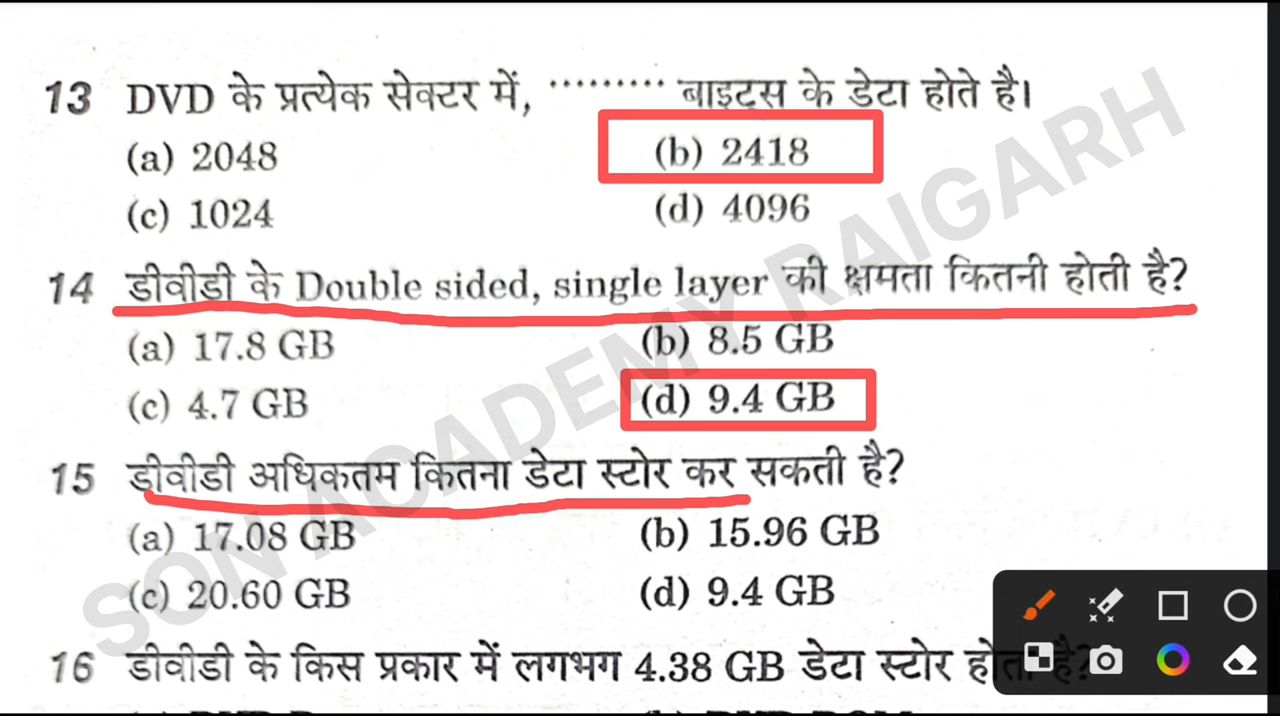 13 DVD के प्रत्येक सेक्टर में, ·········· बाइट्स के डेटा होते है।
(a) 2048 (b) 2418
(c) 1024 (d) 4096
14 डीवीडी के Double sided, single layer की क्षमता कितनी होती है?
(a) 17.8 GB (b) 8.5 GB
(c) 4.7 GB (d) 9.4 GB
15 डीवीडी अधिकतम कितना डेटा स्टोर कर सकती है?
(a) 17.08 GB (b) 15.96 GB
(c) 20.60 GB (d) 9.4 GB
16 डीवीडी के किस प्रकार में लगभग 4.38 GB डेटा स्टोर होता है?
SON ACADEMY RAIGARH